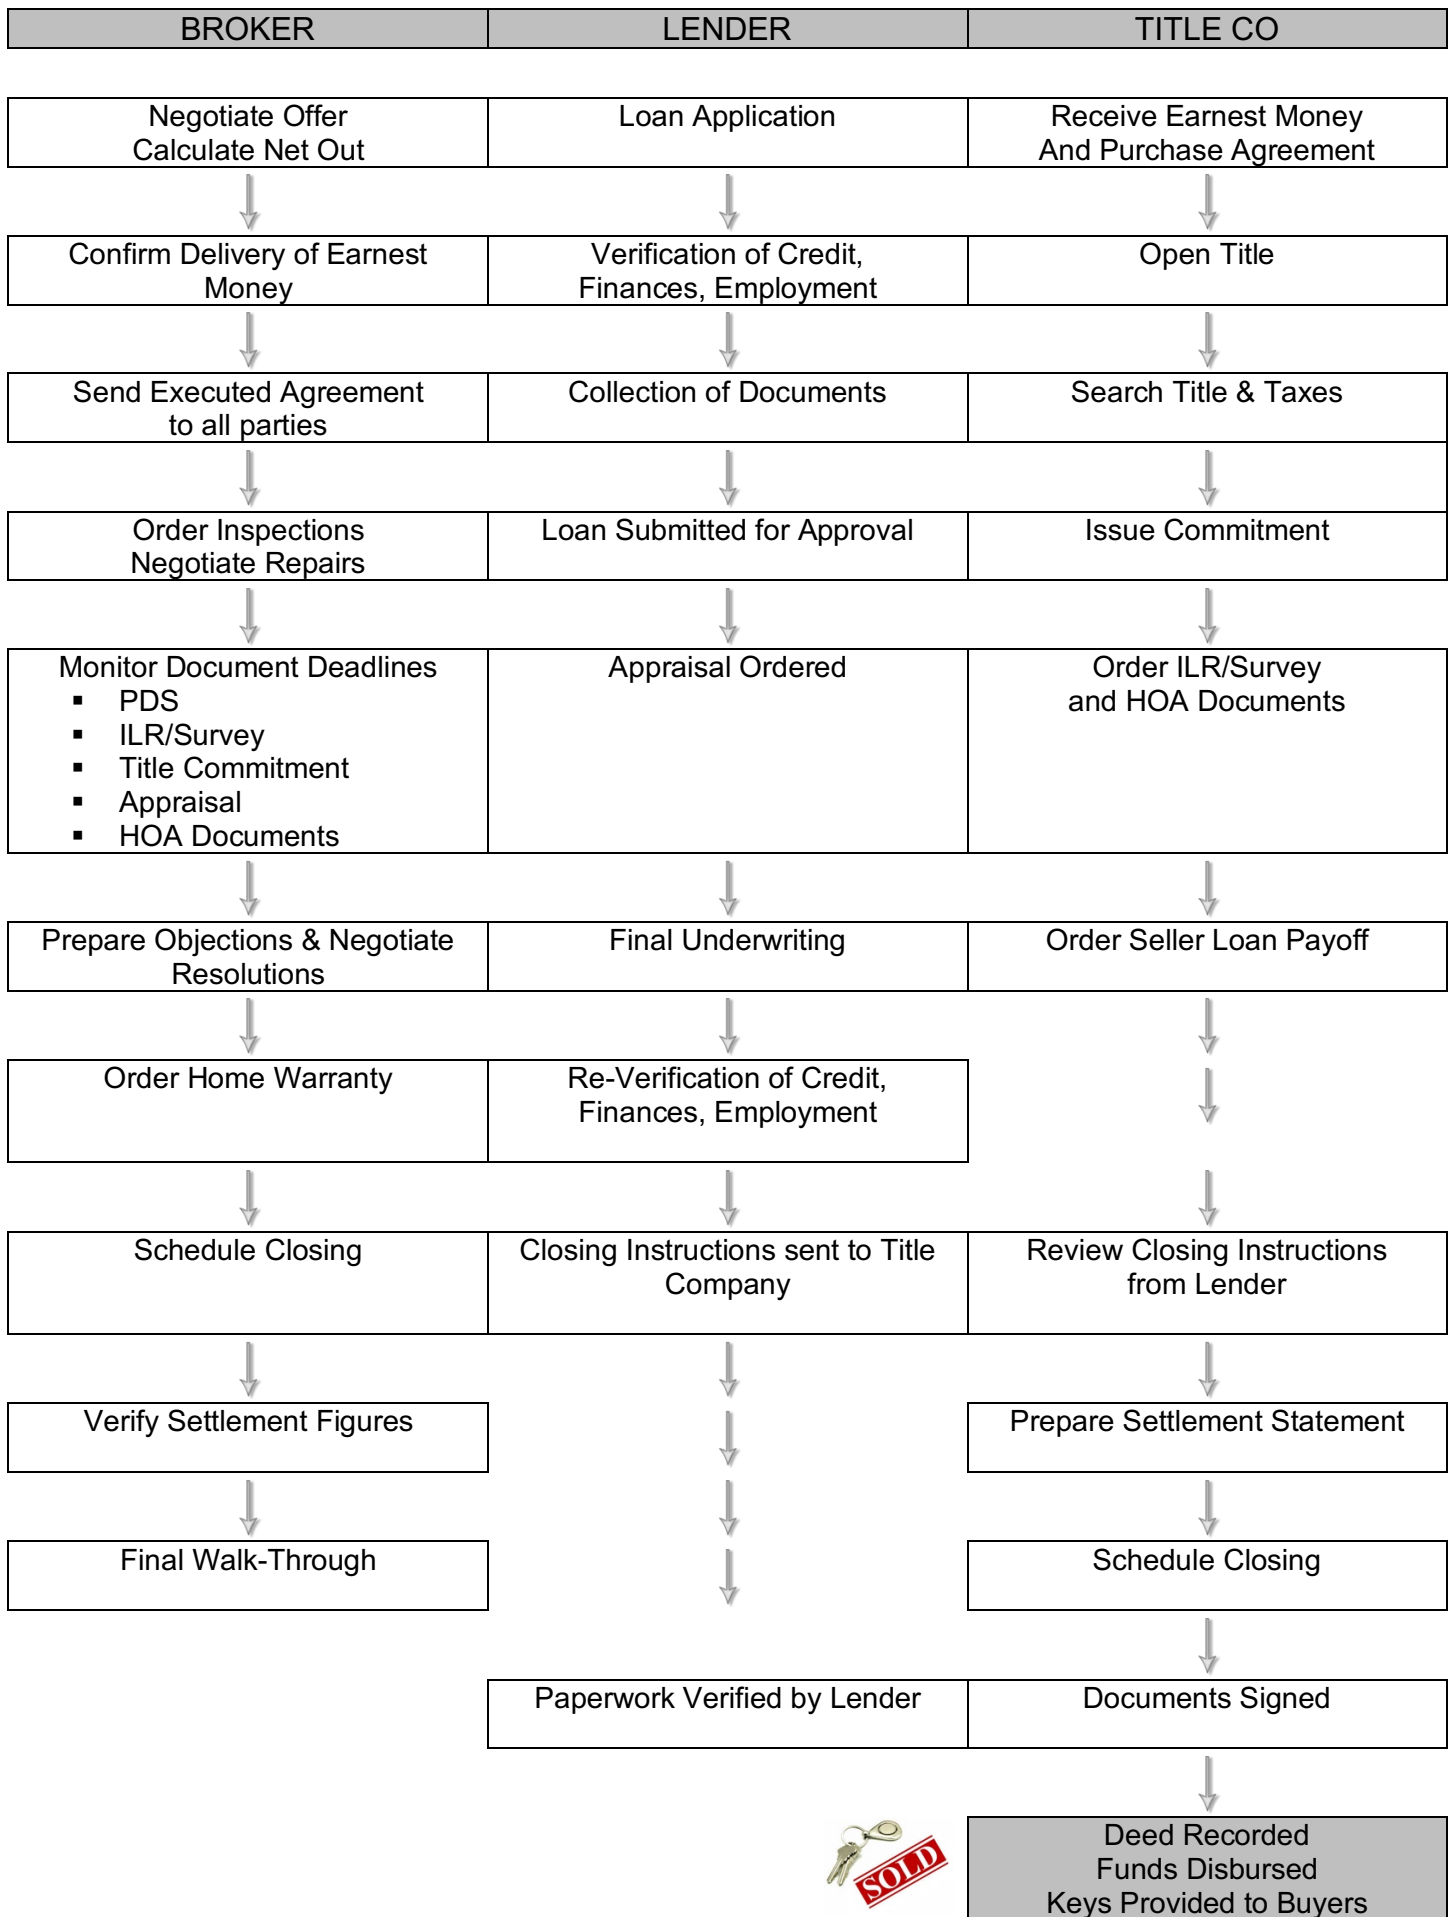 BROKER
LENDER
TITLE CO
Negotiate Offer
Calculate Net Out
Loan Application
Receive Earnest Money
And Purchase Agreement
Confirm Delivery of Earnest
Money
Verification of Credit,
Finances, Employment
Open Title
Send Executed Agreement
to all parties
Collection of Documents
Search Title & Taxes
Order Inspections
Negotiate Repairs
Loan Submitted for Approval
Issue Commitment
Monitor Document Deadlines
▪ PDS
▪ ILR/Survey
▪ Title Commitment
▪ Appraisal
▪ HOA Documents
Appraisal Ordered
Order ILR/Survey
and HOA Documents
Prepare Objections & Negotiate
Resolutions
Final Underwriting
Order Seller Loan Payoff
Order Home Warranty
Re-Verification of Credit,
Finances, Employment
Schedule Closing
Closing Instructions sent to Title
Company
Review Closing Instructions
from Lender
Verify Settlement Figures
Prepare Settlement Statement
Final Walk-Through
Schedule Closing
Paperwork Verified by Lender
Documents Signed
SOLD
Deed Recorded
Funds Disbursed
Keys Provided to Buyers